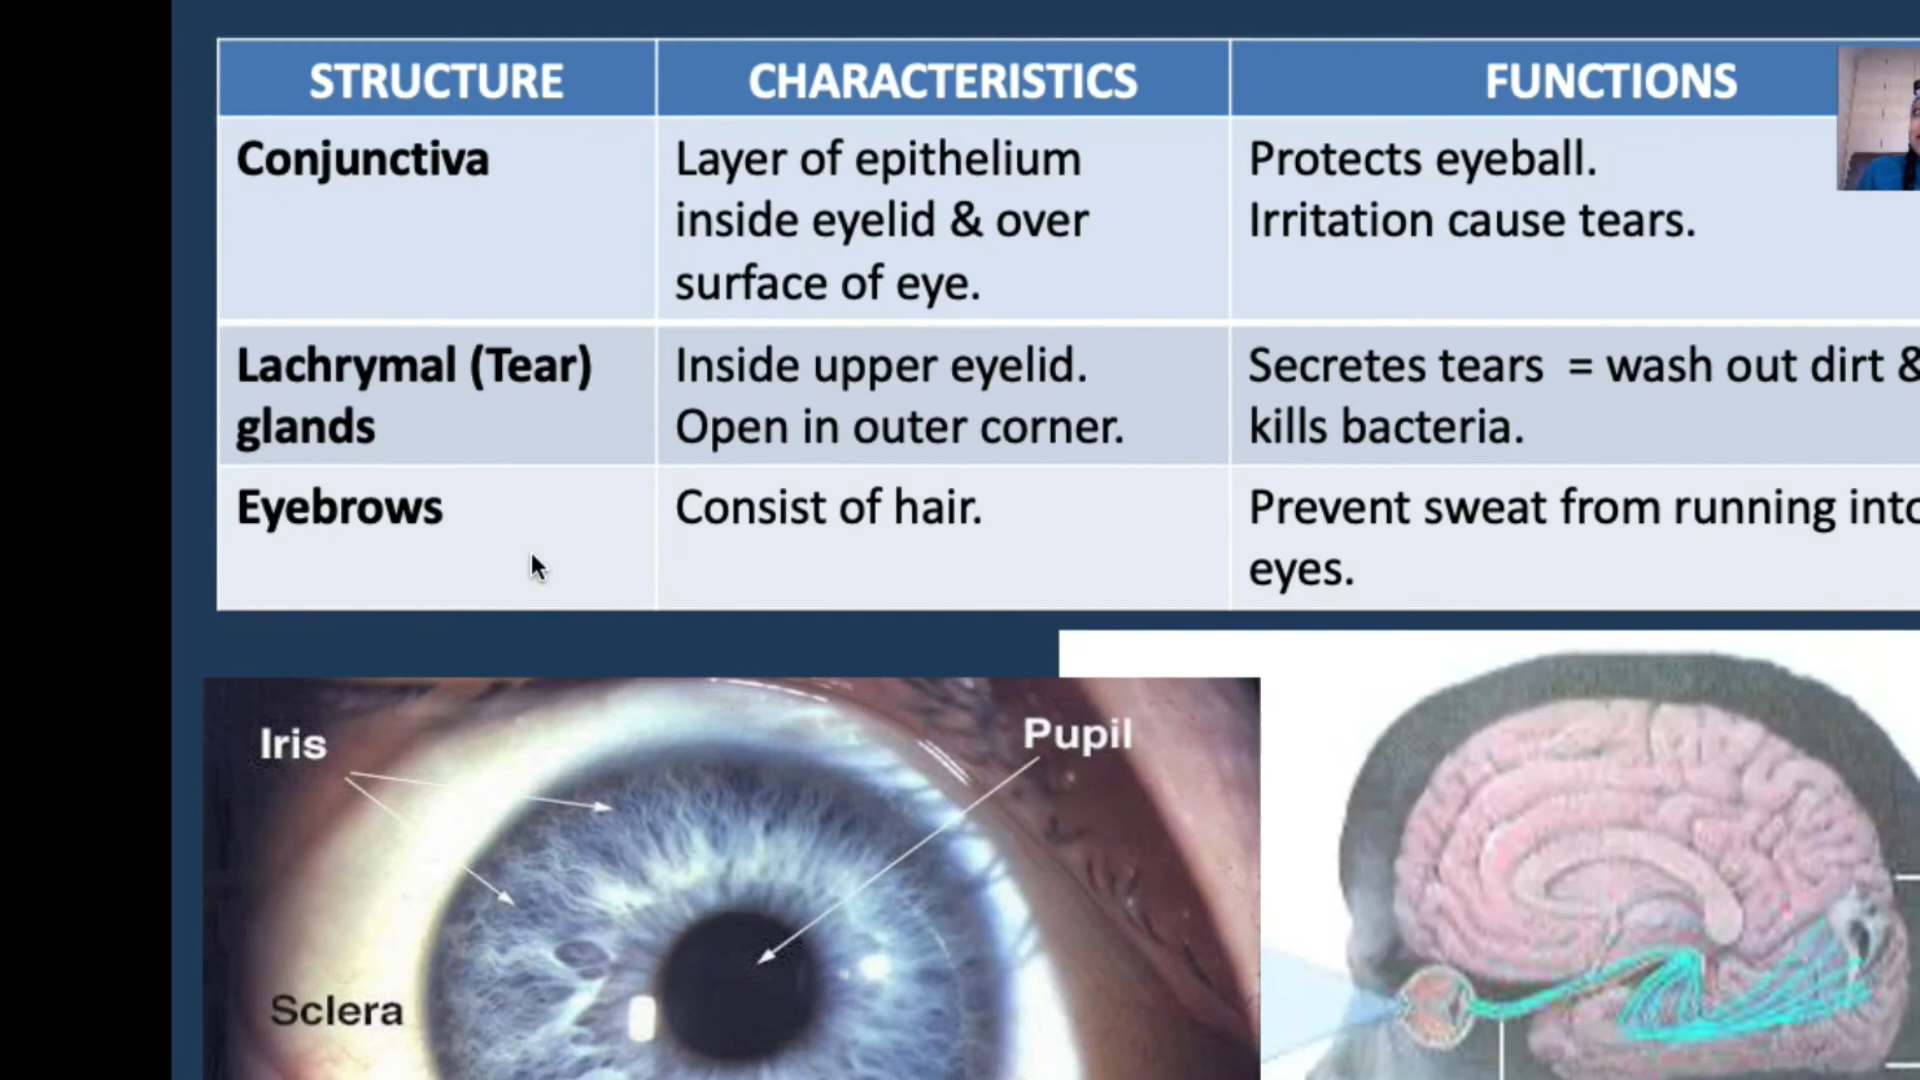 STRUCTURE CHARACTERISTICS FUNCTIONS
Conjunctiva
Layer of epithelium
inside eyelid & over
surface of eye.
Protects eyeball.
Irritation cause tears.
Lachrymal (Tear)
glands
Inside upper eyelid.
Open in outer corner.
Secretes tears = wash out dirt &
kills bacteria.
Eyebrows
Consist of hair.
Prevent sweat from running into
eyes.
Iris
Pupil
Sclera